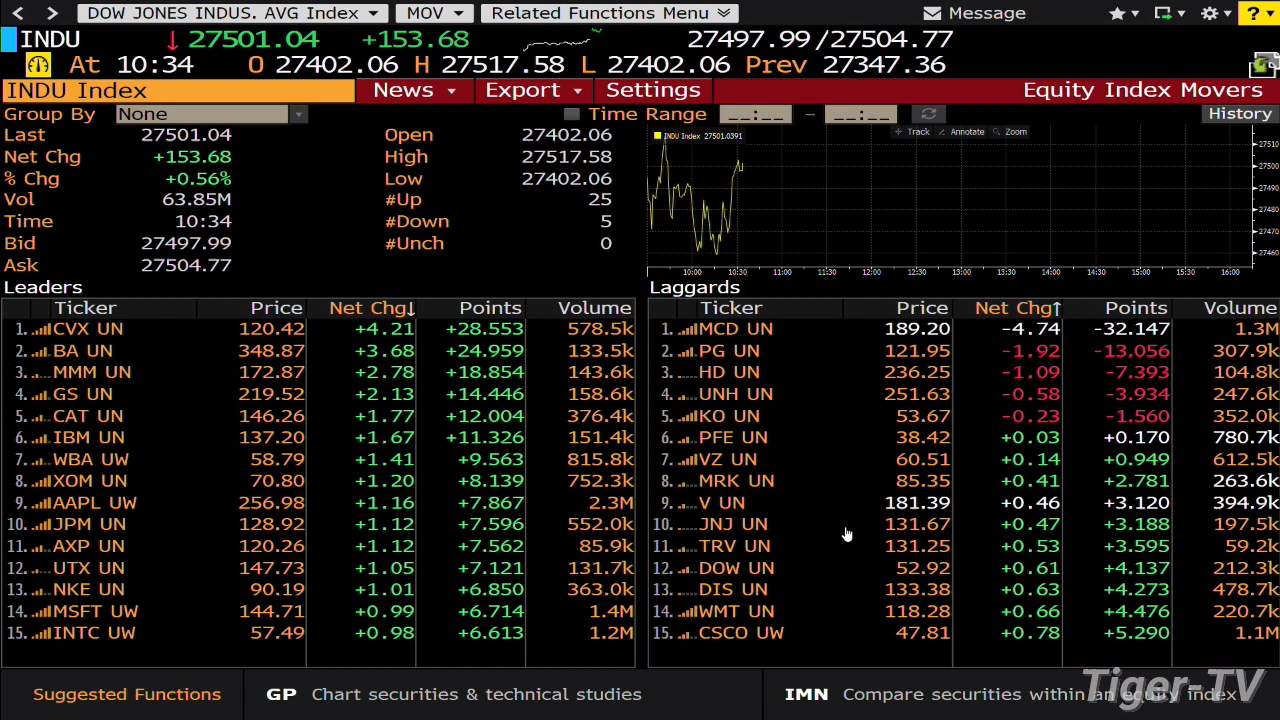 DOW JONES INDUS. AVG Index MOV Related Functions Menu Message ?
INDU ↓ 27501.04 +153.68 27497.99/27504.77
At 10:34 O 27402.06 H 27517.58 L 27402.06 Prev 27347.36
INDU Index News Export Settings Equity Index Movers
Group By None Time Range __:__ – __:__ History
Last 27501.04 Open 27402.06
Net Chg +153.68 High 27517.58
% Chg +0.56% Low 27402.06
Vol 63.85M #Up 25
Time 10:34 #Down 5
Bid 27497.99 #Unch 0
Ask 27504.77
Track Annotate Zoom
INDU Index 27501.0391
27510
27500
27490
27480
27470
27460
10:00 10:30 11:00 11:30 12:00 12:30 13:00 13:30 14:00 14:30 15:00 15:30 16:00
Leaders
Ticker Price Net Chg↓ Points Volume
1. CVX UN 120.42 +4.21 +28.553 578.5k
2. BA UN 348.87 +3.68 +24.959 133.5k
3. MMM UN 172.87 +2.78 +18.854 143.6k
4. GS UN 219.52 +2.13 +14.446 158.6k
5. CAT UN 146.26 +1.77 +12.004 376.4k
6. IBM UN 137.20 +1.67 +11.326 151.4k
7. WBA UW 58.79 +1.41 +9.563 815.8k
8. XOM UN 70.80 +1.20 +8.139 752.3k
9. AAPL UW 256.98 +1.16 +7.867 2.3M
10. JPM UN 128.92 +1.12 +7.596 552.0k
11. AXP UN 120.26 +1.12 +7.562 85.9k
12. UTX UN 147.73 +1.05 +7.121 131.7k
13. NKE UN 90.19 +1.01 +6.850 363.0k
14. MSFT UW 144.71 +0.99 +6.714 1.4M
15. INTC UW 57.49 +0.98 +6.613 1.2M
Laggards
Ticker Price Net Chg↑ Points Volume
1. MCD UN 189.20 -4.74 -32.147 1.3M
2. PG UN 121.95 -1.92 -13.056 307.9k
3. HD UN 236.25 -1.09 -7.393 104.8k
4. UNH UN 251.63 -0.58 -3.934 247.6k
5. KO UN 53.67 -0.23 -1.560 352.0k
6. PFE UN 38.42 +0.03 +0.170 780.7k
7. VZ UN 60.51 +0.14 +0.949 612.5k
8. MRK UN 85.35 +0.41 +2.781 263.6k
9. V UN 181.39 +0.46 +3.120 394.9k
10. JNJ UN 131.67 +0.47 +3.188 197.5k
11. TRV UN 131.25 +0.53 +3.595 59.2k
12. DOW UN 52.92 +0.61 +4.137 212.3k
13. DIS UN 133.38 +0.63 +4.273 478.7k
14. WMT UN 118.28 +0.66 +4.476 220.7k
15. CSCO UW 47.81 +0.78 +5.290 1.1M
Suggested Functions GP Chart securities & technical studies IMN Compare securities within an equity index
Tiger-TV